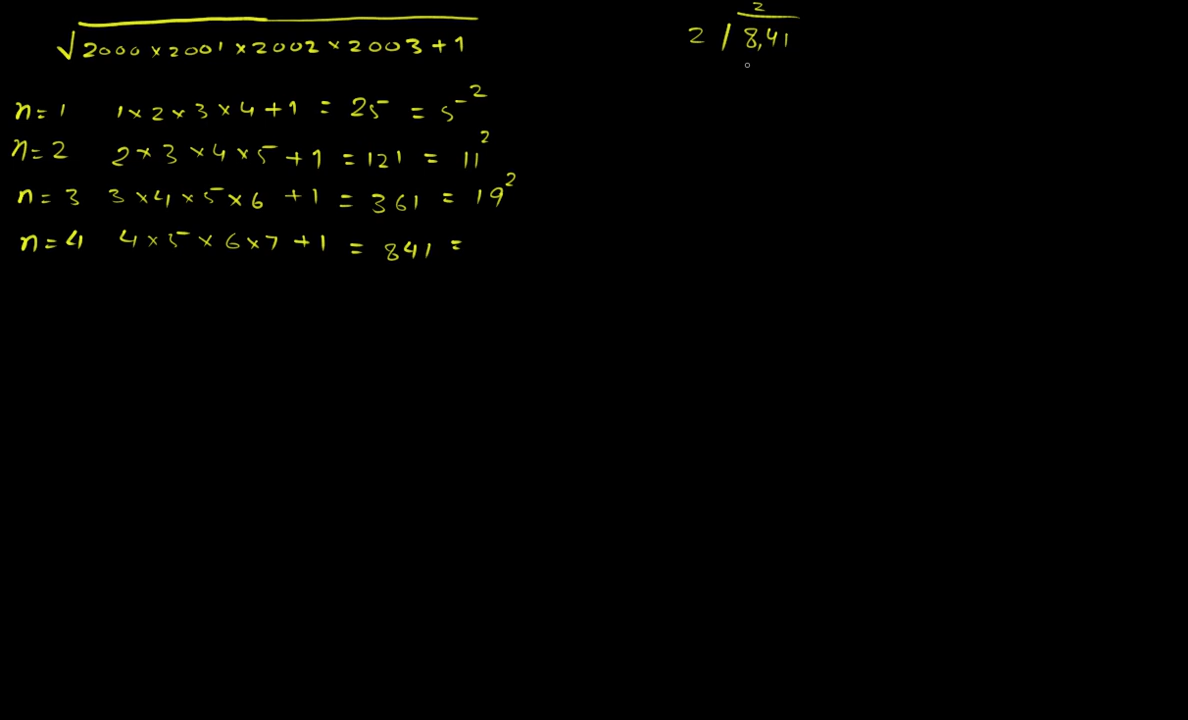 √2000 × 2001 × 2002 × 2003 + 1
n = 1 1 × 2 × 3 × 4 + 1 = 25 = 5²
n = 2 2 × 3 × 4 × 5 + 1 = 121 = 11²
n = 3 3 × 4 × 5 × 6 + 1 = 361 = 19²
n = 4 4 × 5 × 6 × 7 + 1 = 841 =
2
2 / 8,41